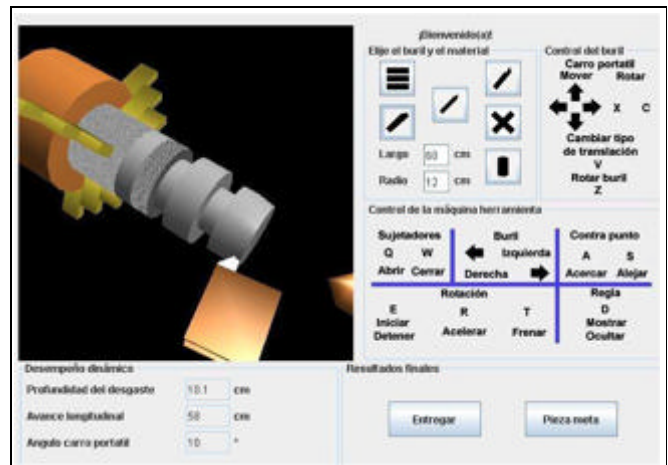 ¡Bienvenido(a)!
Elije el buril y el material
Largo 60 cm
Radio 12 cm
Control del buril
Carro portatil
Mover Rotar
X C
Cambiar tipo
de translación
V
Rotar buril
Z
Control de la máquina herramienta
Sujetadores
Q W
Abrir Cerrar
Buril
Izquierda
Derecha
Contra punto
A S
Acercar Alejar
Rotación
E R T
Iniciar
Detener
Acelerar Frenar
Regla
D
Mostrar
Ocultar
Desempeño dinámico
Profundidad del desgaste 10.1 cm
Avance longitudinal 58 cm
Angulo carro portatil 10 °
Resultados finales
Entregar Pieza meta